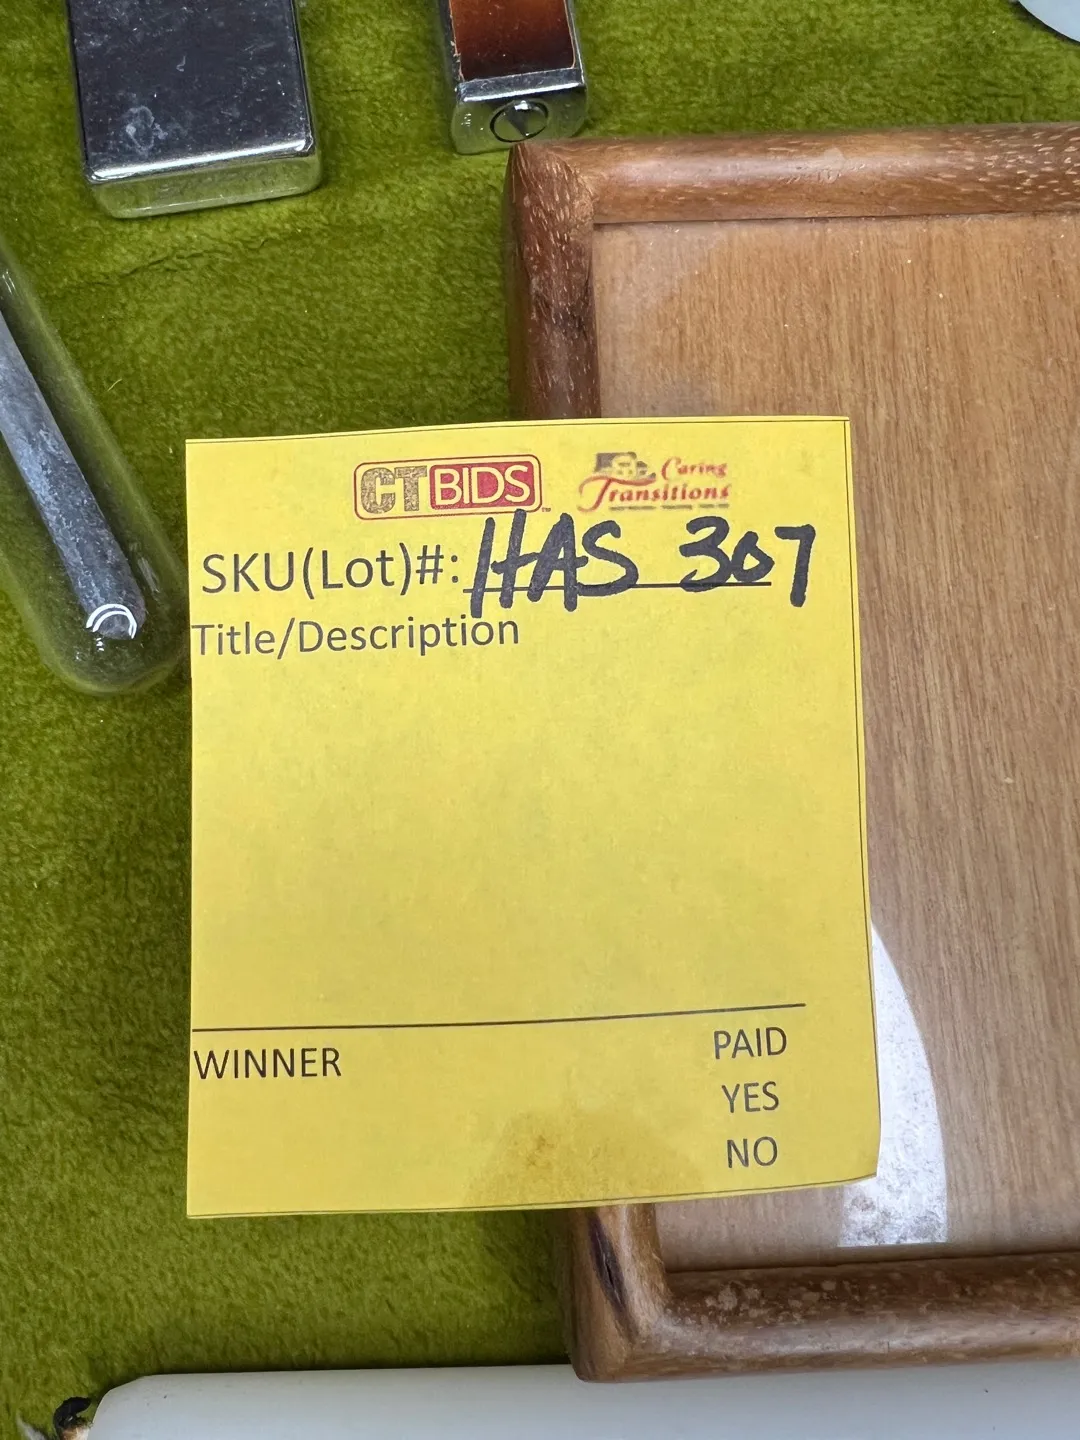 CTBIDS Caring Transitions
SKU(Lot)#: HAS 307
Title/Description
WINNER PAID
YES
NO